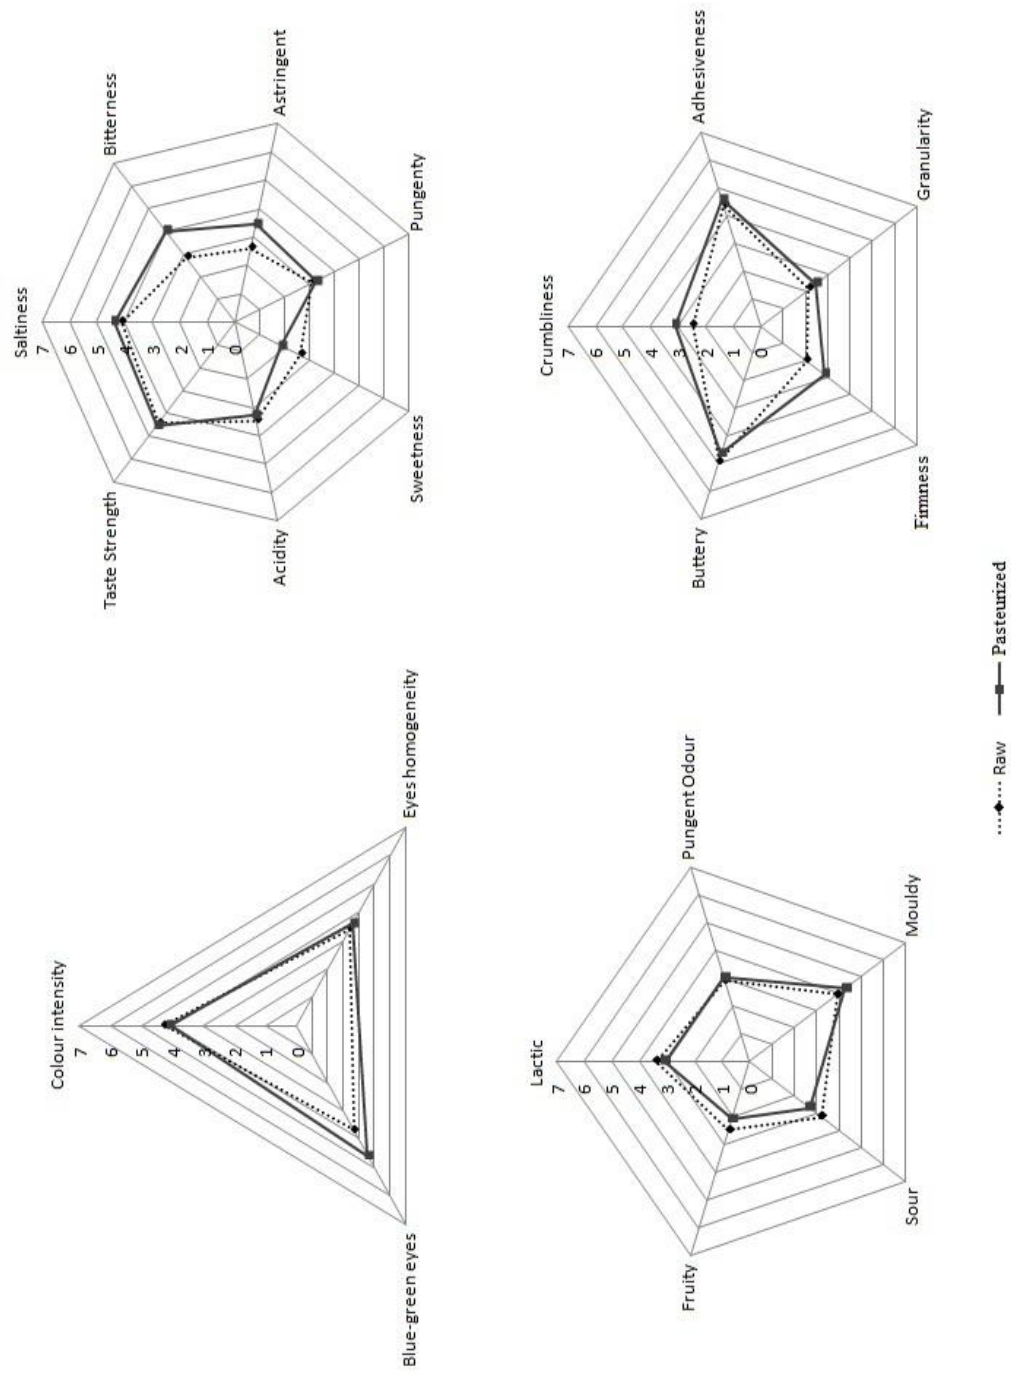 Colour intensity
7
6
5
4
3
2
1
0
Blue-green eyes
Eyes homogeneity
Saltiness
7
6
5
4
3
2
1
0
Taste Strength
Bitterness
Acidity
Astringent
Sweetness
Pungenty
Lactic
7
6
5
4
3
2
1
0
Fruity
Pungent Odour
Sour
Mouldy
Crumbliness
7
6
5
4
3
2
1
0
Buttery
Adhesiveness
Firmness
Granularity
Raw Pasteurized